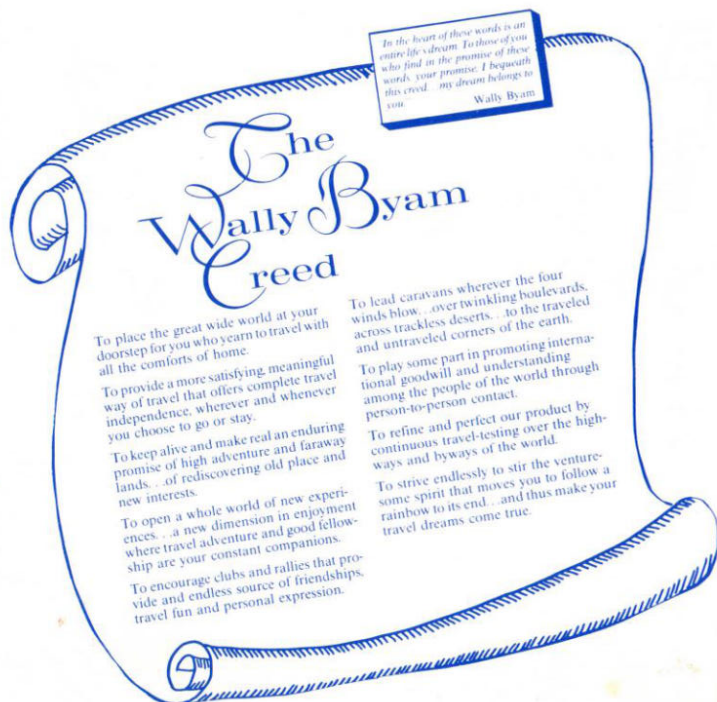 In the heart of these words is an
entire life's dream. To those of you
who find in the promise of these
words, your promise, I bequeath
this creed. . .my dream belongs to
you. . .
Wally Byam
The
Wally Byam
Creed
To place the great wide world at your
doorstep for you who yearn to travel with
all the comforts of home.
To provide a more satisfying, meaningful
way of travel that offers complete travel
independence, wherever and whenever
you choose to go or stay.
To keep alive and make real an enduring
promise of high adventure and faraway
lands. . .of rediscovering old place and
new interests.
To open a whole world of new experi-
ences. . .a new dimension in enjoyment
where travel adventure and good fellow-
ship are your constant companions.
To encourage clubs and rallies that pro-
vide and endless source of friendships,
travel fun and personal expression.
To lead caravans wherever the four
winds blow. . .over twinkling boulevards,
across trackless deserts. . .to the traveled
and untraveled corners of the earth.
To play some part in promoting interna-
tional goodwill and understanding
among the people of the world through
person-to-person contact.
To refine and perfect our product by
continuous travel-testing over the high-
ways and byways of the world.
To strive endlessly to stir the venture-
some spirit that moves you to follow a
rainbow to its end. . .and thus make your
travel dreams come true.